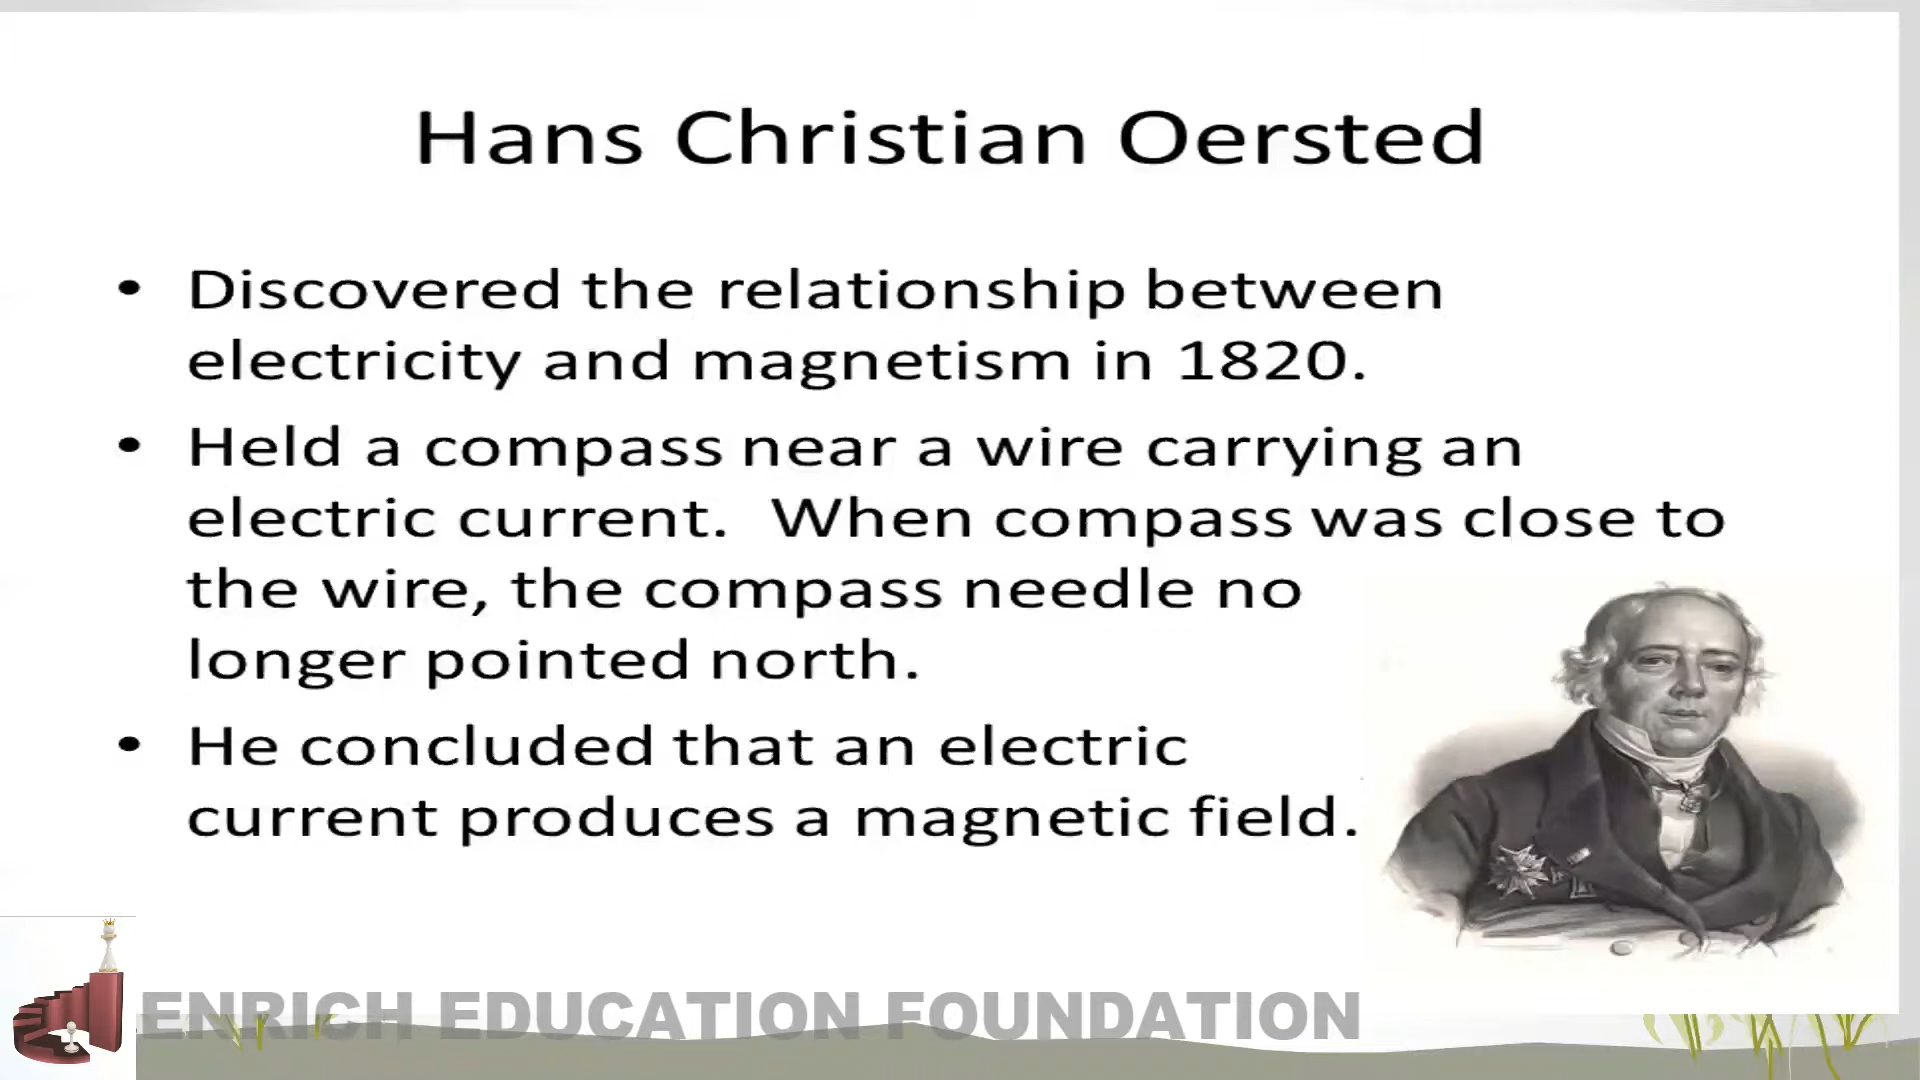 Hans Christian Oersted
• Discovered the relationship between
electricity and magnetism in 1820.
• Held a compass near a wire carrying an
electric current.  When compass was close to
the wire, the compass needle no
longer pointed north.
• He concluded that an electric
current produces a magnetic field.
ENRICH EDUCATION FOUNDATION